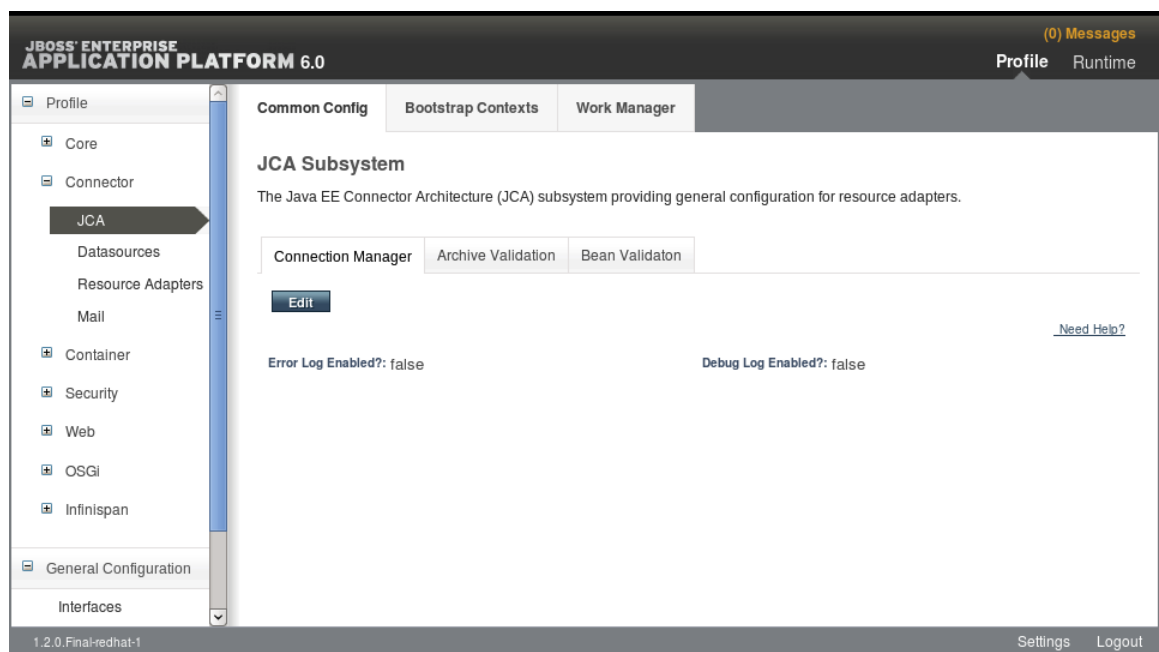 (0) Messages
JBOSS' ENTERPRISE
APPLICATION PLATFORM 6.0
Profile Runtime
Profile
Core
Connector
JCA
Datasources
Resource Adapters
Mail
Container
Security
Web
OSGi
Infinispan
General Configuration
Interfaces
Common Config Bootstrap Contexts Work Manager
JCA Subsystem
The Java EE Connector Architecture (JCA) subsystem providing general configuration for resource adapters.
Connection Manager Archive Validation Bean Validaton
Edit
Need Help?
Error Log Enabled?: false Debug Log Enabled?: false
1.2.0.Final-redhat-1 Settings Logout